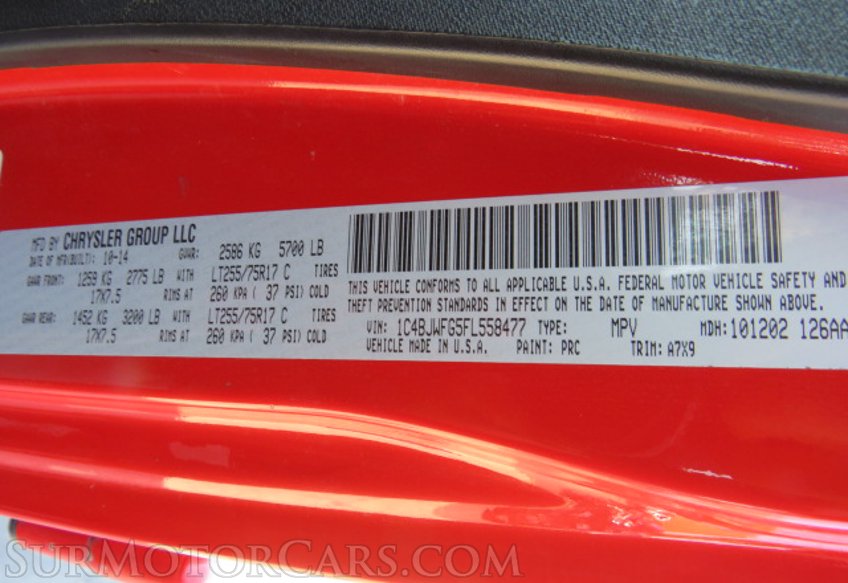 MFD BY CHRYSLER GROUP LLC
DATE OF MFR(BUILT): 10-14 GVWR: 2586 KG 5700 LB
GAWR FRONT: 1259 KG 2775 LB WITH LT255/75R17 C TIRES
17X7.5 RIMS AT 260 KPA ( 37 PSI) COLD
GAWR REAR: 1452 KG 3200 LB WITH LT255/75R17 C TIRES
17X7.5 RIMS AT 260 KPA ( 37 PSI) COLD
THIS VEHICLE CONFORMS TO ALL APPLICABLE U.S.A. FEDERAL MOTOR VEHICLE SAFETY AND
THEFT PREVENTION STANDARDS IN EFFECT ON THE DATE OF MANUFACTURE SHOWN ABOVE.
VIN: 1C4BJWFG5FL558477 TYPE: MPV MDH: 101202 126AA
VEHICLE MADE IN U.S.A. PAINT: PRC TRIM: A7X9
SURMOTORCARS.COM